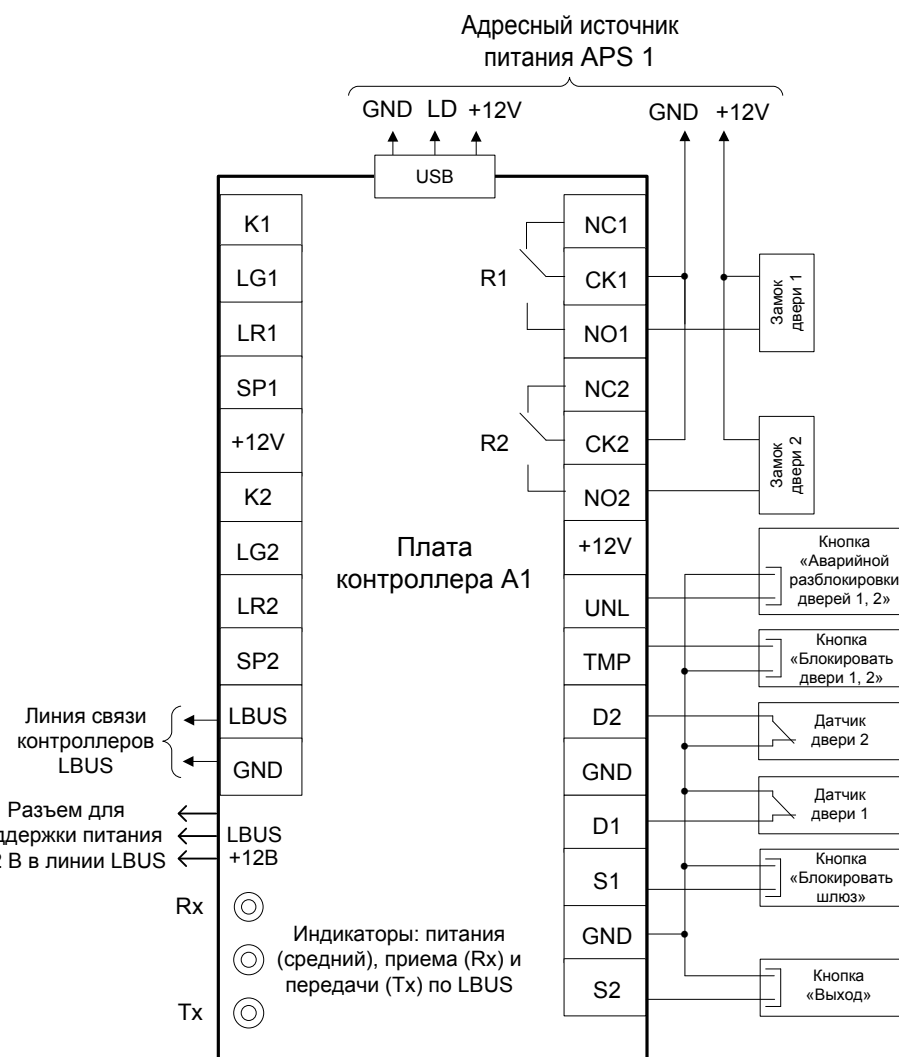 Адресный источник
питания APS 1
GND LD +12V
GND +12V
USB
K1
LG1
LR1
SP1
+12V
K2
LG2
LR2
SP2
LBUS
GND
LBUS
+12В
R1
R2
NC1
CK1
NO1
NC2
CK2
NO2
+12V
UNL
TMP
D2
GND
D1
S1
GND
S2
Плата
контроллера A1
Замок
двери 1
Замок
двери 2
Кнопка
«Аварийной
разблокировки
дверей 1, 2»
Кнопка
«Блокировать
двери 1, 2»
Датчик
двери 2
Датчик
двери 1
Кнопка
«Блокировать
шлюз»
Кнопка
«Выход»
Линия связи
контроллеров
LBUS
Разъем для
ддержки питания
2 В в линии LBUS
Rx
Tx
Индикаторы: питания
(средний), приема (Rx) и
передачи (Tx) по LBUS